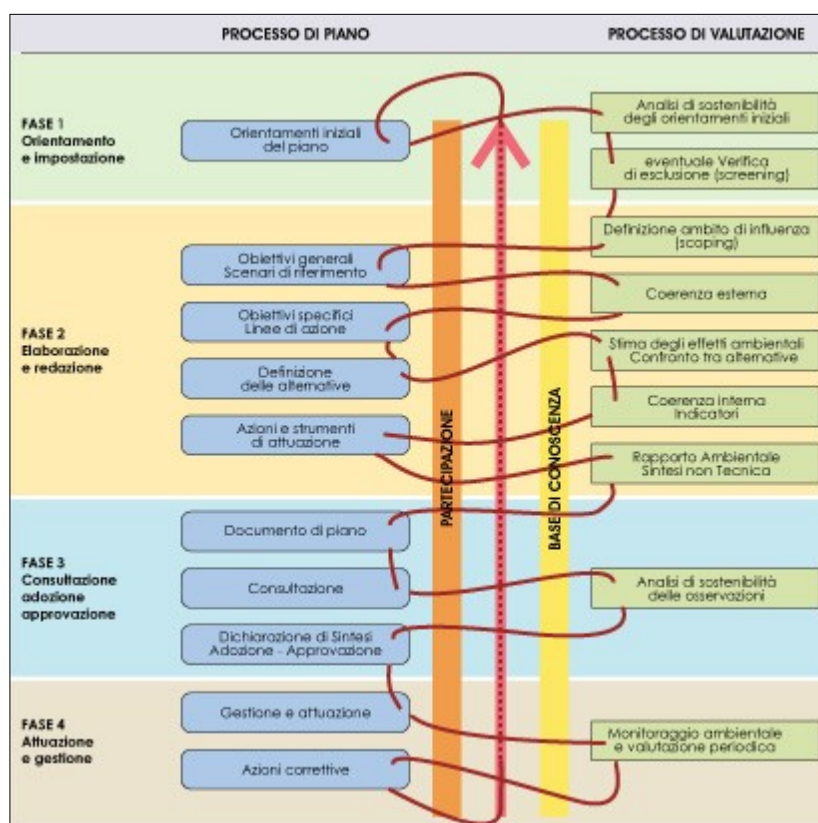 PROCESSO DI PIANO
PROCESSO DI VALUTAZIONE
FASE 1
Orientamento
e impostazione
Orientamenti iniziali
del piano
Analisi di sostenibilità
degli orientamenti iniziali
eventuale Verifica
di esclusione (screening)
FASE 2
Elaborazione
e redazione
Definizione ambito di influenza
(scoping)
Obiettivi generali
Scenari di riferimento
Coerenza esterna
Obiettivi specifici
Linee di azione
Stima degli effetti ambientali
Confronto tra alternative
Definizione
delle alternative
Coerenza interna
Indicatori
Azioni e strumenti
di attuazione
Rapporto Ambientale
Sintesi non Tecnica
PARTECIPAZIONE
BASE DI CONOSCENZA
FASE 3
Consultazione
adozione
approvazione
Documento di piano
Consultazione
Analisi di sostenibilità
delle osservazioni
Dichiarazione di Sintesi
Adozione - Approvazione
FASE 4
Attuazione
e gestione
Gestione e attuazione
Monitoraggio ambientale
e valutazione periodica
Azioni correttive